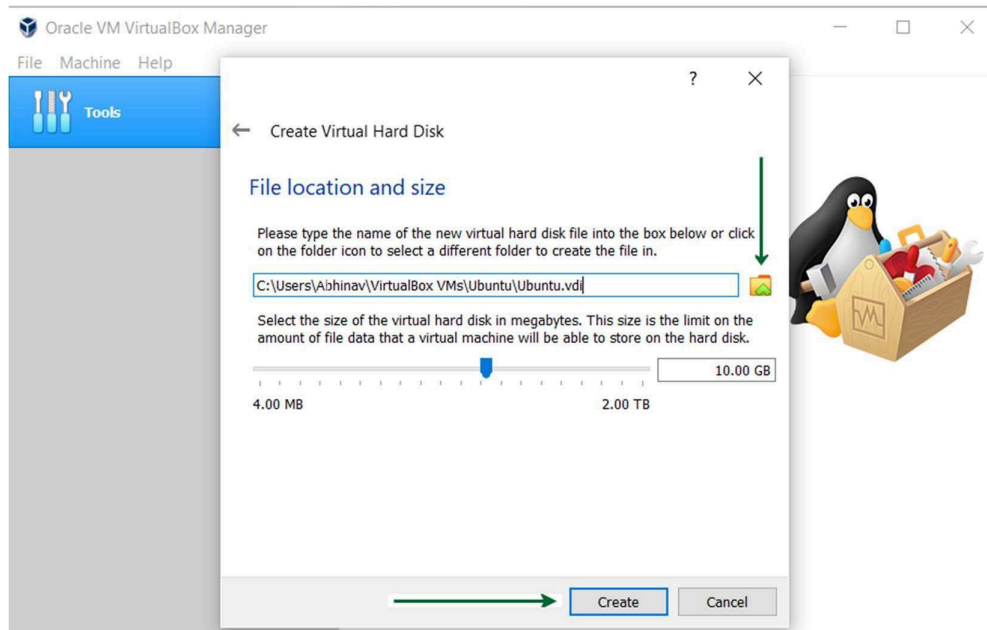 Oracle VM VirtualBox Manager
File Machine Help
Tools
?
Create Virtual Hard Disk
File location and size
Please type the name of the new virtual hard disk file into the box below or click
on the folder icon to select a different folder to create the file in.
C:\Users\Abhinav\VirtualBox VMs\Ubuntu\Ubuntu.vdi
Select the size of the virtual hard disk in megabytes. This size is the limit on the
amount of file data that a virtual machine will be able to store on the hard disk.
10.00 GB
4.00 MB 2.00 TB
Create Cancel